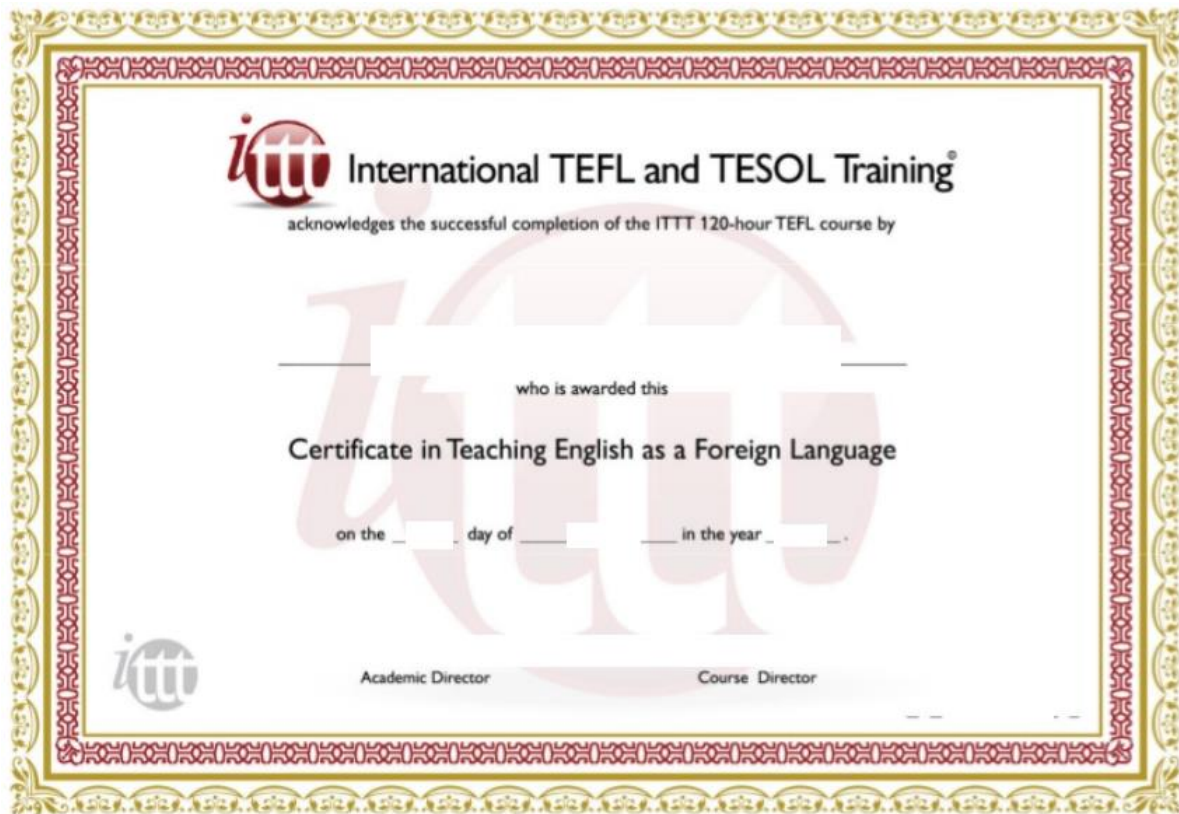 ittt International TEFL and TESOL Training®
acknowledges the successful completion of the ITTT 120-hour TEFL course by
who is awarded this
Certificate in Teaching English as a Foreign Language
on the day of in the year .
ittt
Academic Director Course Director